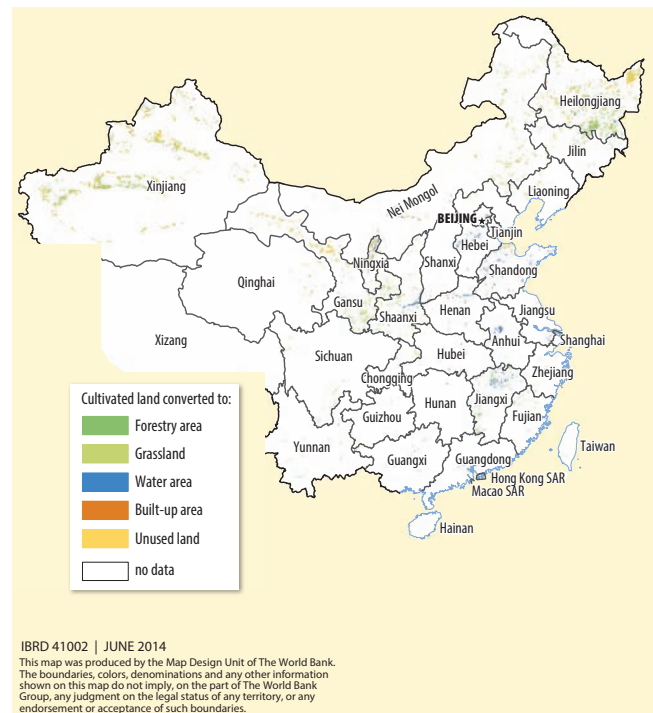 Heilongjiang
Jilin
Xinjiang
Liaoning
Nei Mongol
BEIJING
Tianjin
Hebei
Ningxia
Shanxi
Shandong
Qinghai
Gansu
Shaanxi
Henan
Jiangsu
Xizang
Anhui
Shanghai
Sichuan
Hubei
Chongqing
Zhejiang
Cultivated land converted to:
Hunan
Jiangxi
Guizhou
Fujian
Forestry area
Grassland
Yunnan
Guangxi
Guangdong
Taiwan
Water area
Hong Kong SAR
Macao SAR
Built-up area
Hainan
Unused land
no data
IBRD 41002 | JUNE 2014
This map was produced by the Map Design Unit of The World Bank.
The boundaries, colors, denominations and any other information
shown on this map do not imply, on the part of The World Bank
Group, any judgment on the legal status of any territory, or any
endorsement or acceptance of such boundaries.